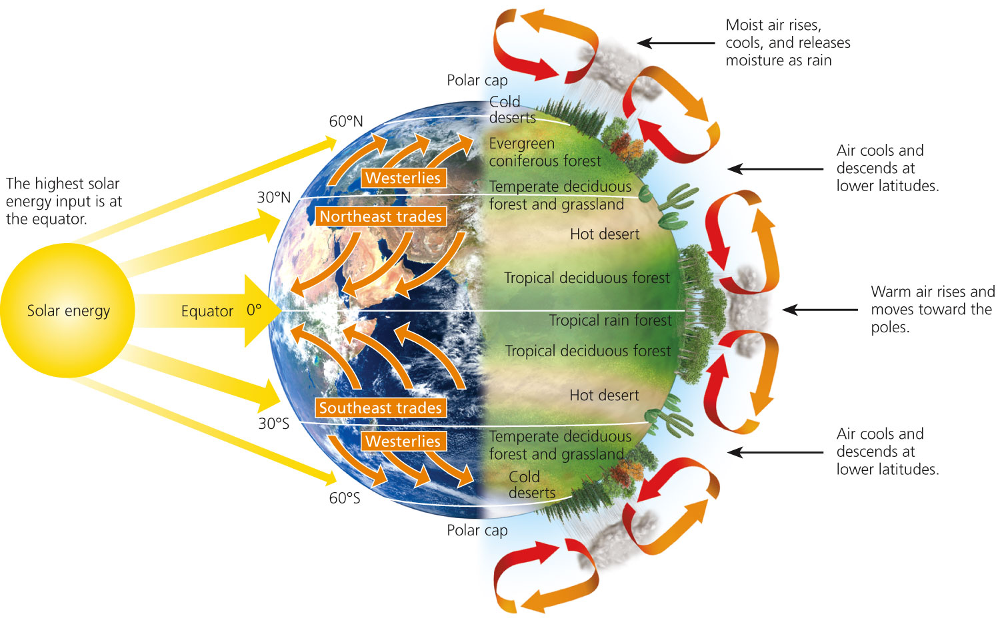 Moist air rises,
cools, and releases
moisture as rain
Polar cap
Cold
deserts
60°N
Evergreen
coniferous forest
Air cools and
descends at
lower latitudes.
Westerlies
The highest solar
energy input is at
the equator.
Temperate deciduous
forest and grassland
30°N
Northeast trades
Hot desert
Tropical deciduous forest
Warm air rises and
moves toward the
poles.
Solar energy
Equator 0°
Tropical rain forest
Tropical deciduous forest
Hot desert
Southeast trades
30°S
Westerlies
Temperate deciduous
forest and grassland
Air cools and
descends at
lower latitudes.
Cold
deserts
60°S
Polar cap